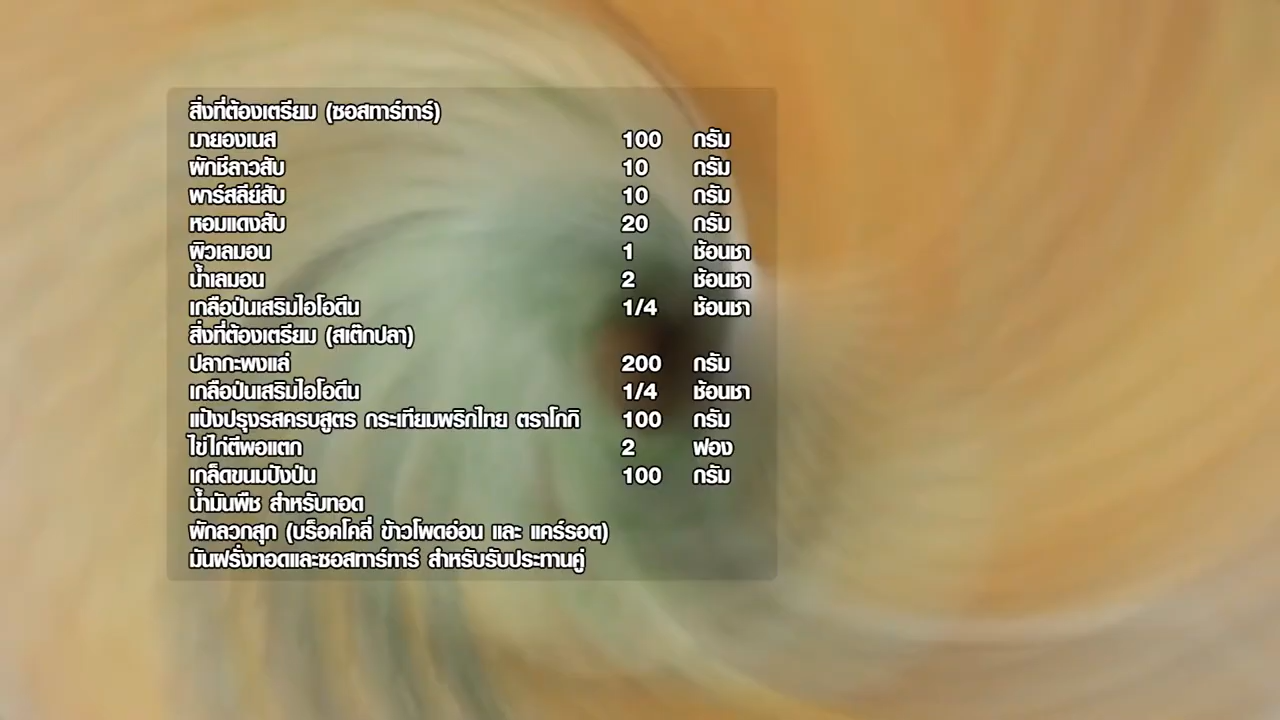 สิ่งที่ต้องเตรียม (ซอสทาร์ทาร์)
มายองเนส 100 กรัม
ผักชีลาวสับ 10 กรัม
พาร์สลีย์สับ 10 กรัม
หอมแดงสับ 20 กรัม
ผิวเลมอน 1 ช้อนชา
น้ำเลมอน 2 ช้อนชา
เกลือป่นเสริมไอโอดีน 1/4 ช้อนชา
สิ่งที่ต้องเตรียม (สเต๊กปลา)
ปลากะพงแล่ 200 กรัม
เกลือป่นเสริมไอโอดีน 1/4 ช้อนชา
แป้งปรุงรสครบสูตร กระเทียมพริกไทย ตราโกกิ 100 กรัม
ไข่ไก่ตีพอแตก 2 ฟอง
เกล็ดขนมปังป่น 100 กรัม
น้ำมันพืช สำหรับทอด
ผักลวกสุก (บร็อคโคลี่ ข้าวโพดอ่อน และ แคร์รอต)
มันฝรั่งทอดและซอสทาร์ทาร์ สำหรับรับประทานคู่